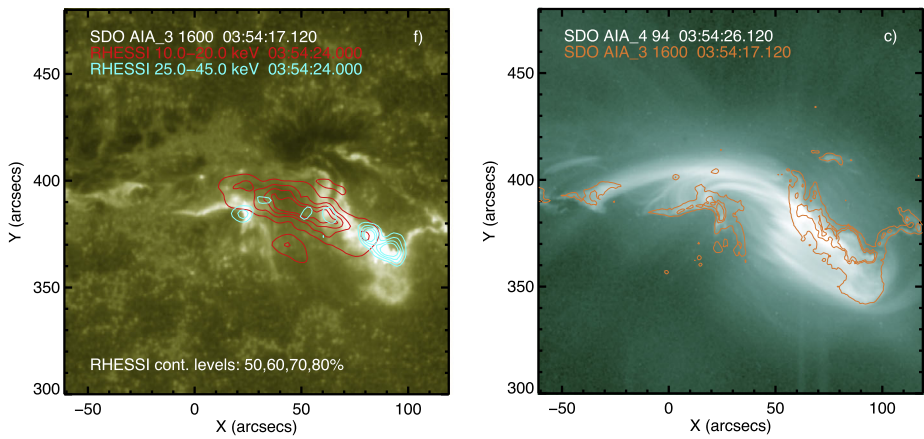 SDO AIA_3 1600 03:54:17.120 f)
RHESSI 10.0−20.0 keV 03:54:24.000
RHESSI 25.0−45.0 keV 03:54:24.000
450
400
350
300
Y (arcsecs)
RHESSI cont. levels: 50,60,70,80%
−50 0 50 100
X (arcsecs)
SDO AIA_4 94 03:54:26.120 c)
SDO AIA_3 1600 03:54:17.120
450
400
350
300
Y (arcsecs)
−50 0 50 100
X (arcsecs)